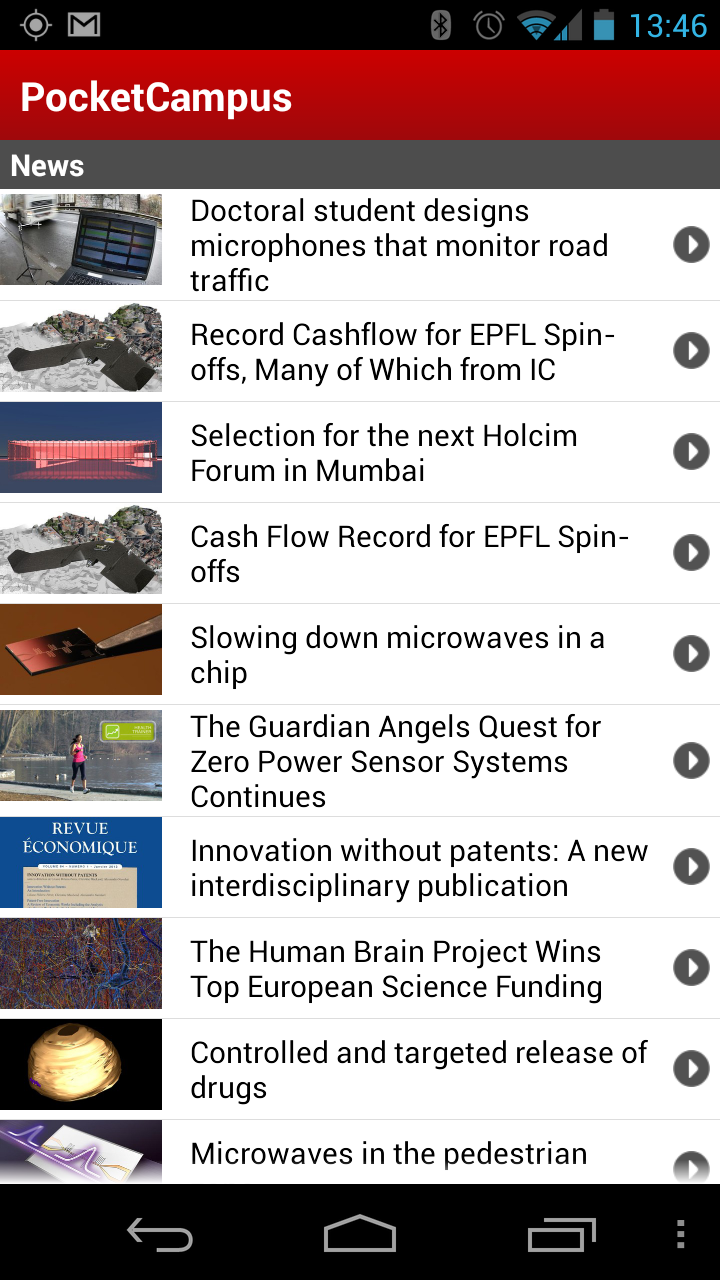 13:46
PocketCampus
News
Doctoral student designs
microphones that monitor road
traffic
Record Cashflow for EPFL Spin-
offs, Many of Which from IC
Selection for the next Holcim
Forum in Mumbai
Cash Flow Record for EPFL Spin-
offs
Slowing down microwaves in a
chip
HEALTH
TRAINER
The Guardian Angels Quest for
Zero Power Sensor Systems
Continues
REVUE
ÉCONOMIQUE
INNOVATION WITHOUT PATENTS
Innovation without patents: A new
interdisciplinary publication
The Human Brain Project Wins
Top European Science Funding
Controlled and targeted release of
drugs
Microwaves in the pedestrian